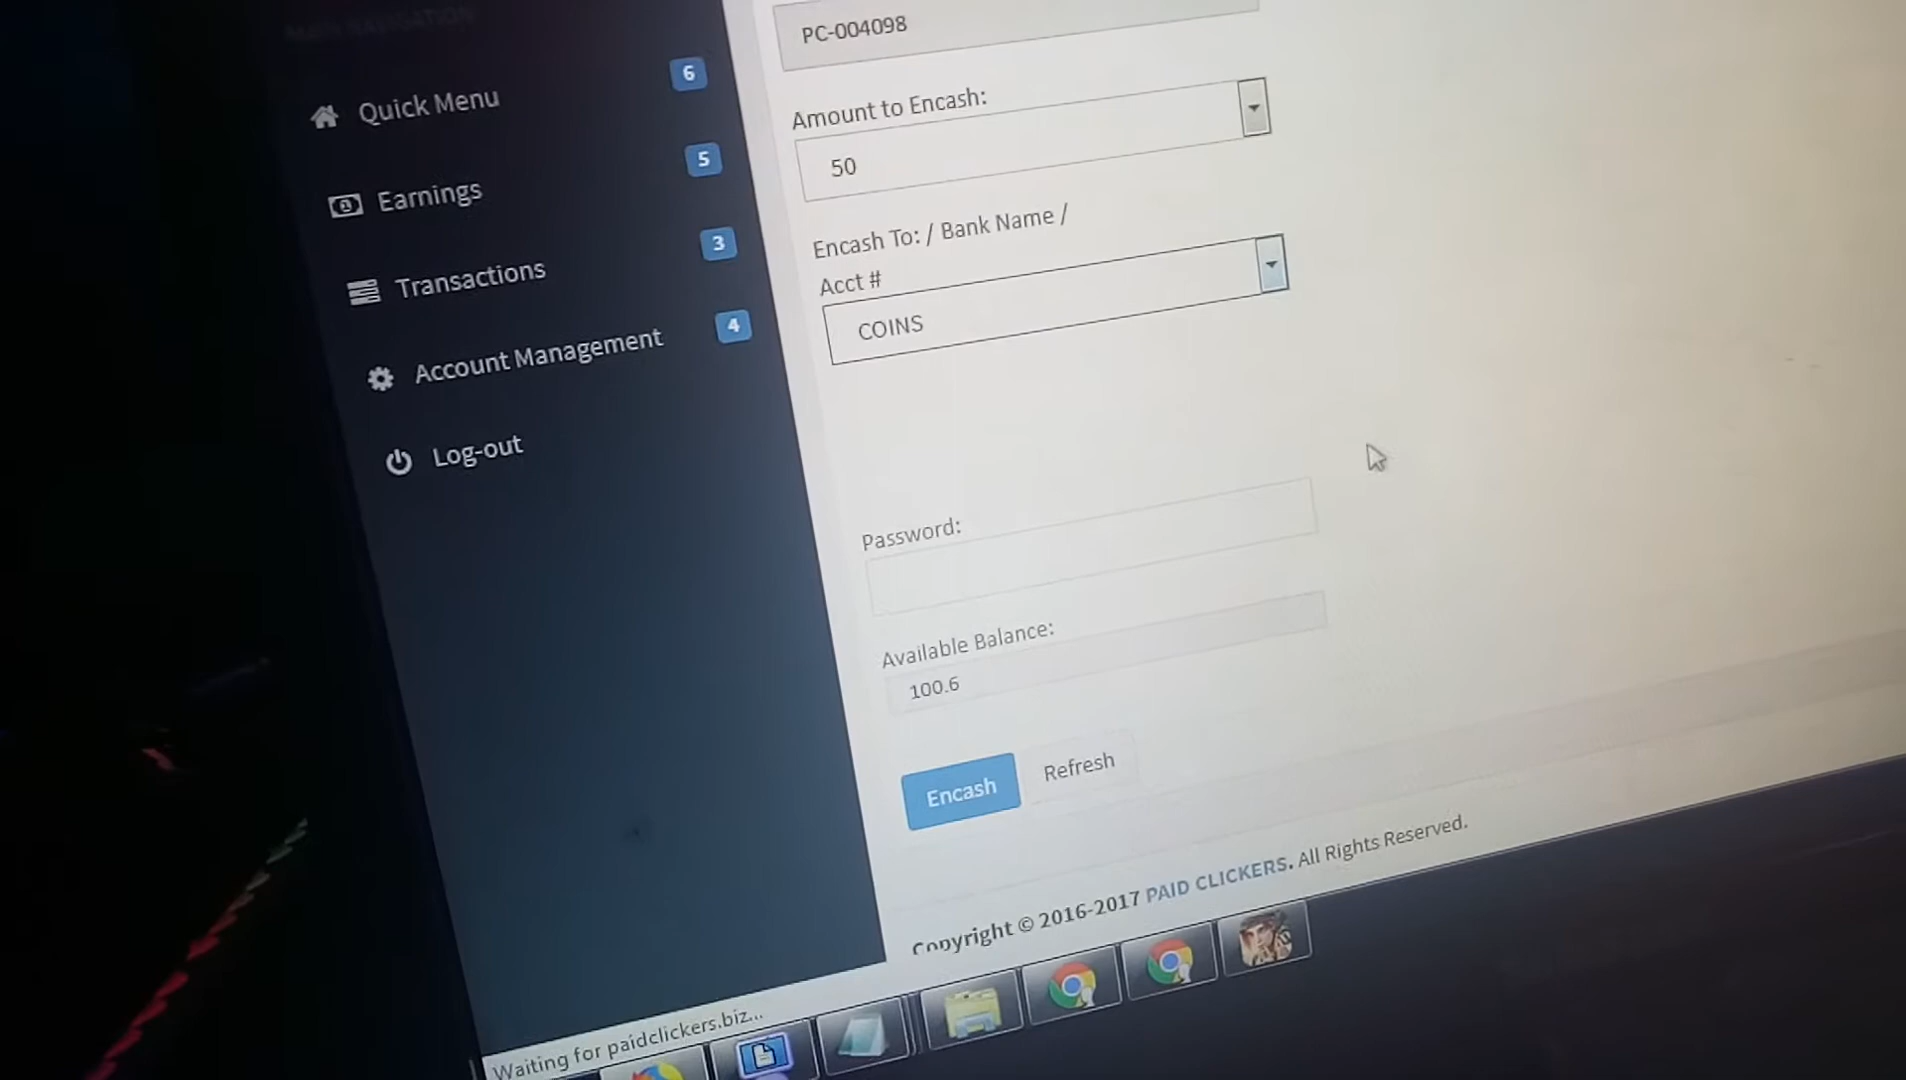 MAIN NAVIGATION
Quick Menu
6
Earnings
5
Transactions
3
Account Management
4
Log-out
PC-004098
Amount to Encash:
50
Encash To: / Bank Name /
Acct #
COINS
Password:
Available Balance:
100.6
Encash
Refresh
Copyright © 2016-2017 PAID CLICKERS. All Rights Reserved.
Waiting for paidclickers.biz...